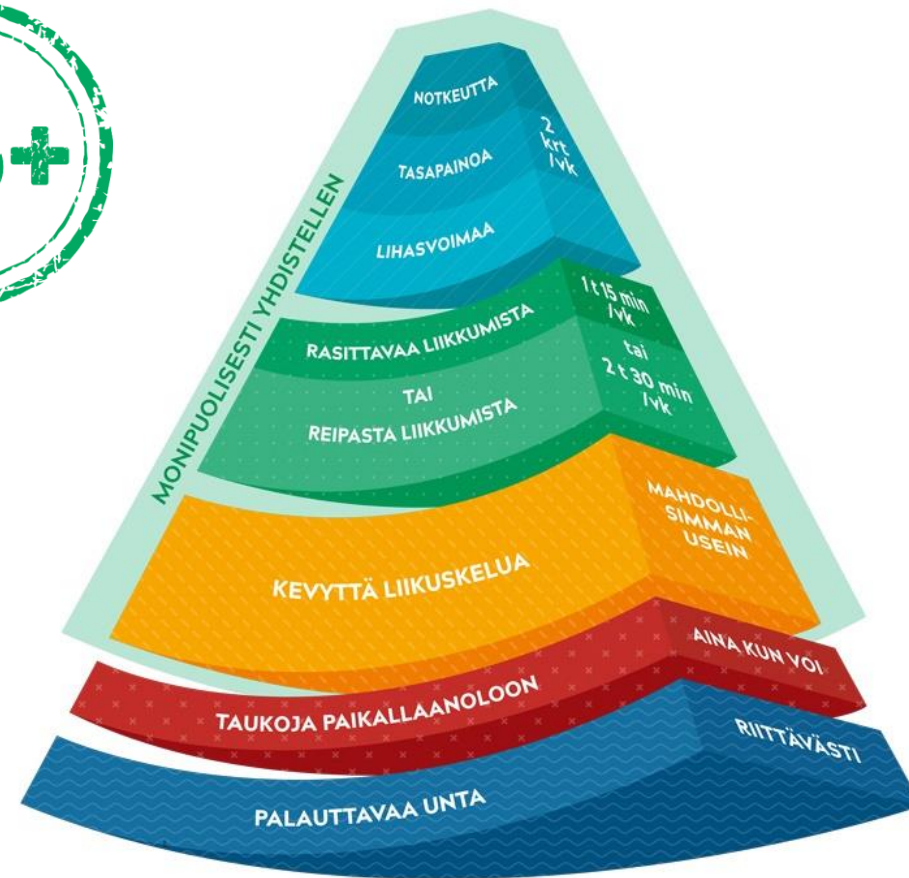 NOTKEUTTA
TASAPAINOA
LIHASVOIMAA
2
krt
/vk
MONIPUOLISESTI YHDISTELLEN
RASITTAVAA LIIKKUMISTA
TAI
REIPASTA LIIKKUMISTA
1 t 15 min
/vk
tai
2 t 30 min
/vk
KEVYTTÄ LIIKUSKELUA
MAHDOLLI-
SIMMAN
USEIN
TAUKOJA PAIKALLAANOLOON
AINA KUN VOI
PALAUTTAVAA UNTA
RIITTÄVÄSTI